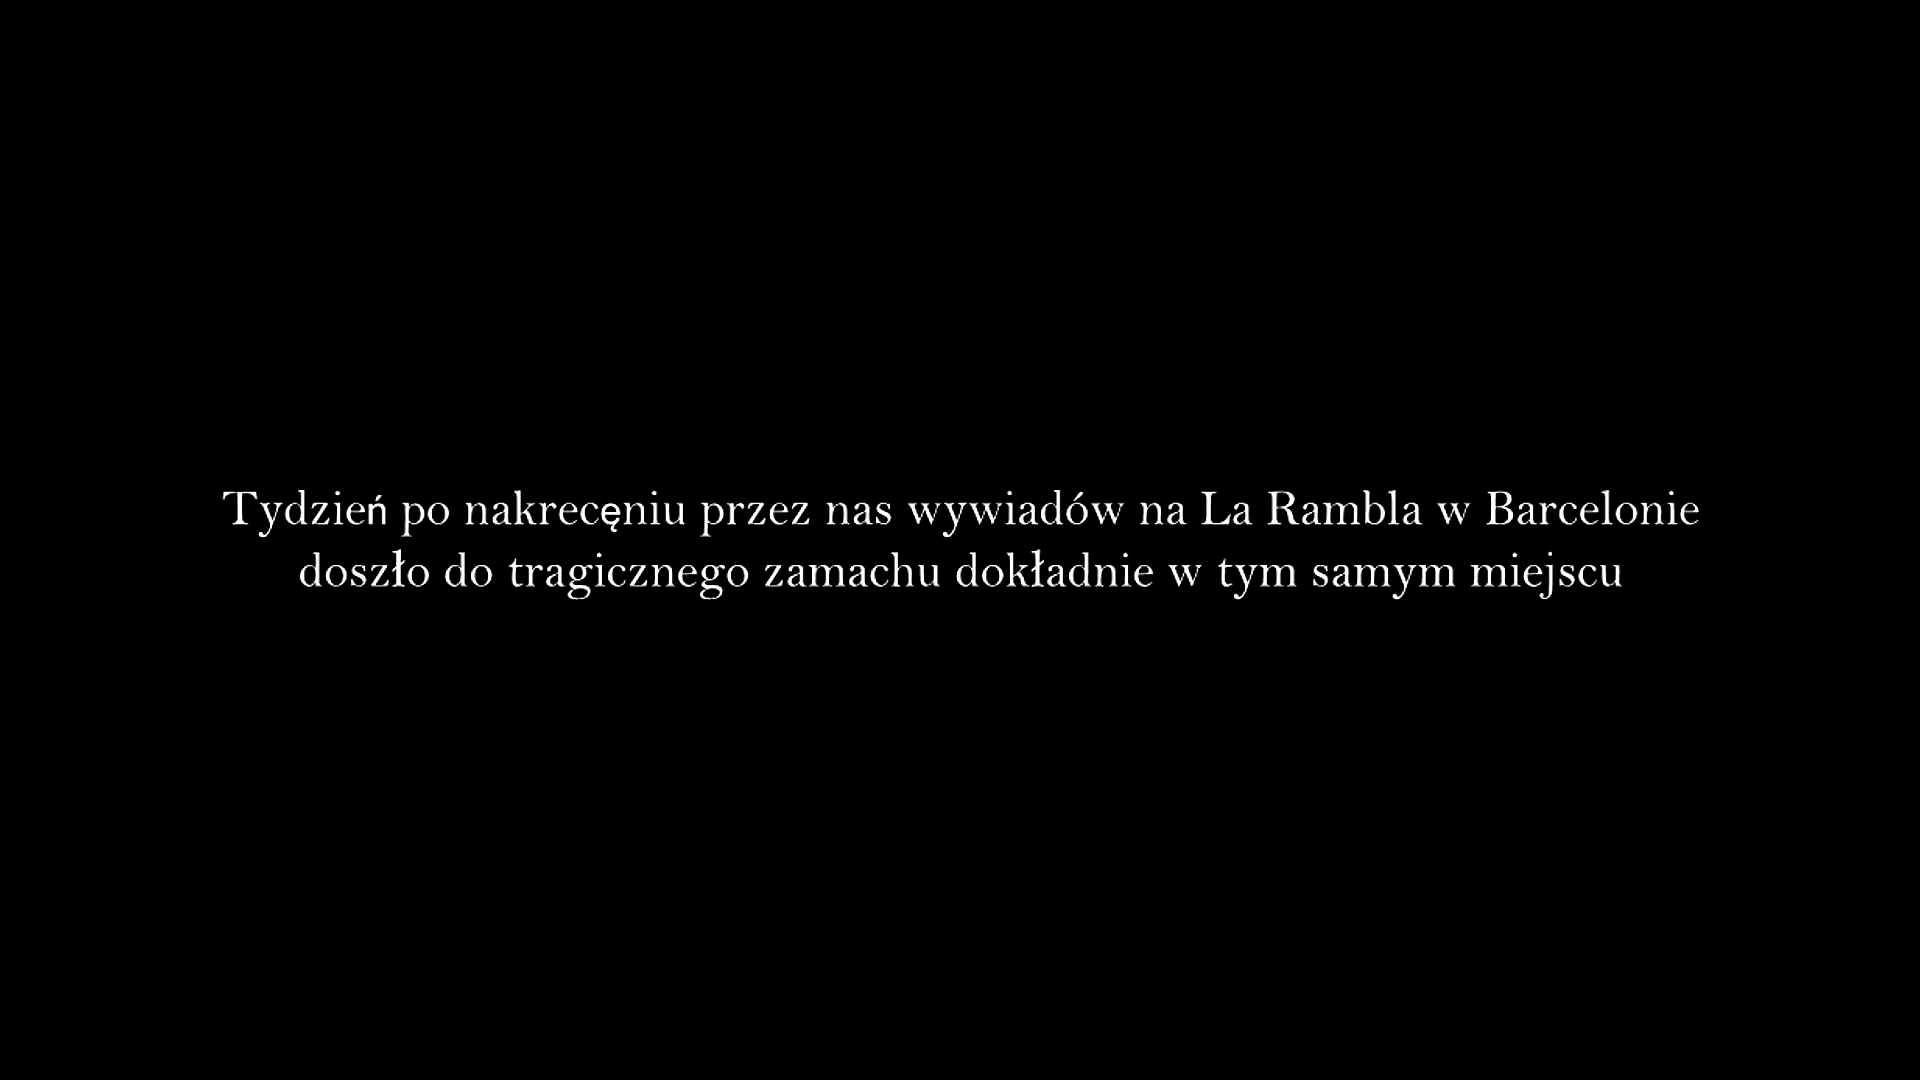 Tydzień po nakrecęniu przez nas wywiadów na La Rambla w Barcelonie
doszło do tragicznego zamachu dokładnie w tym samym miejscu